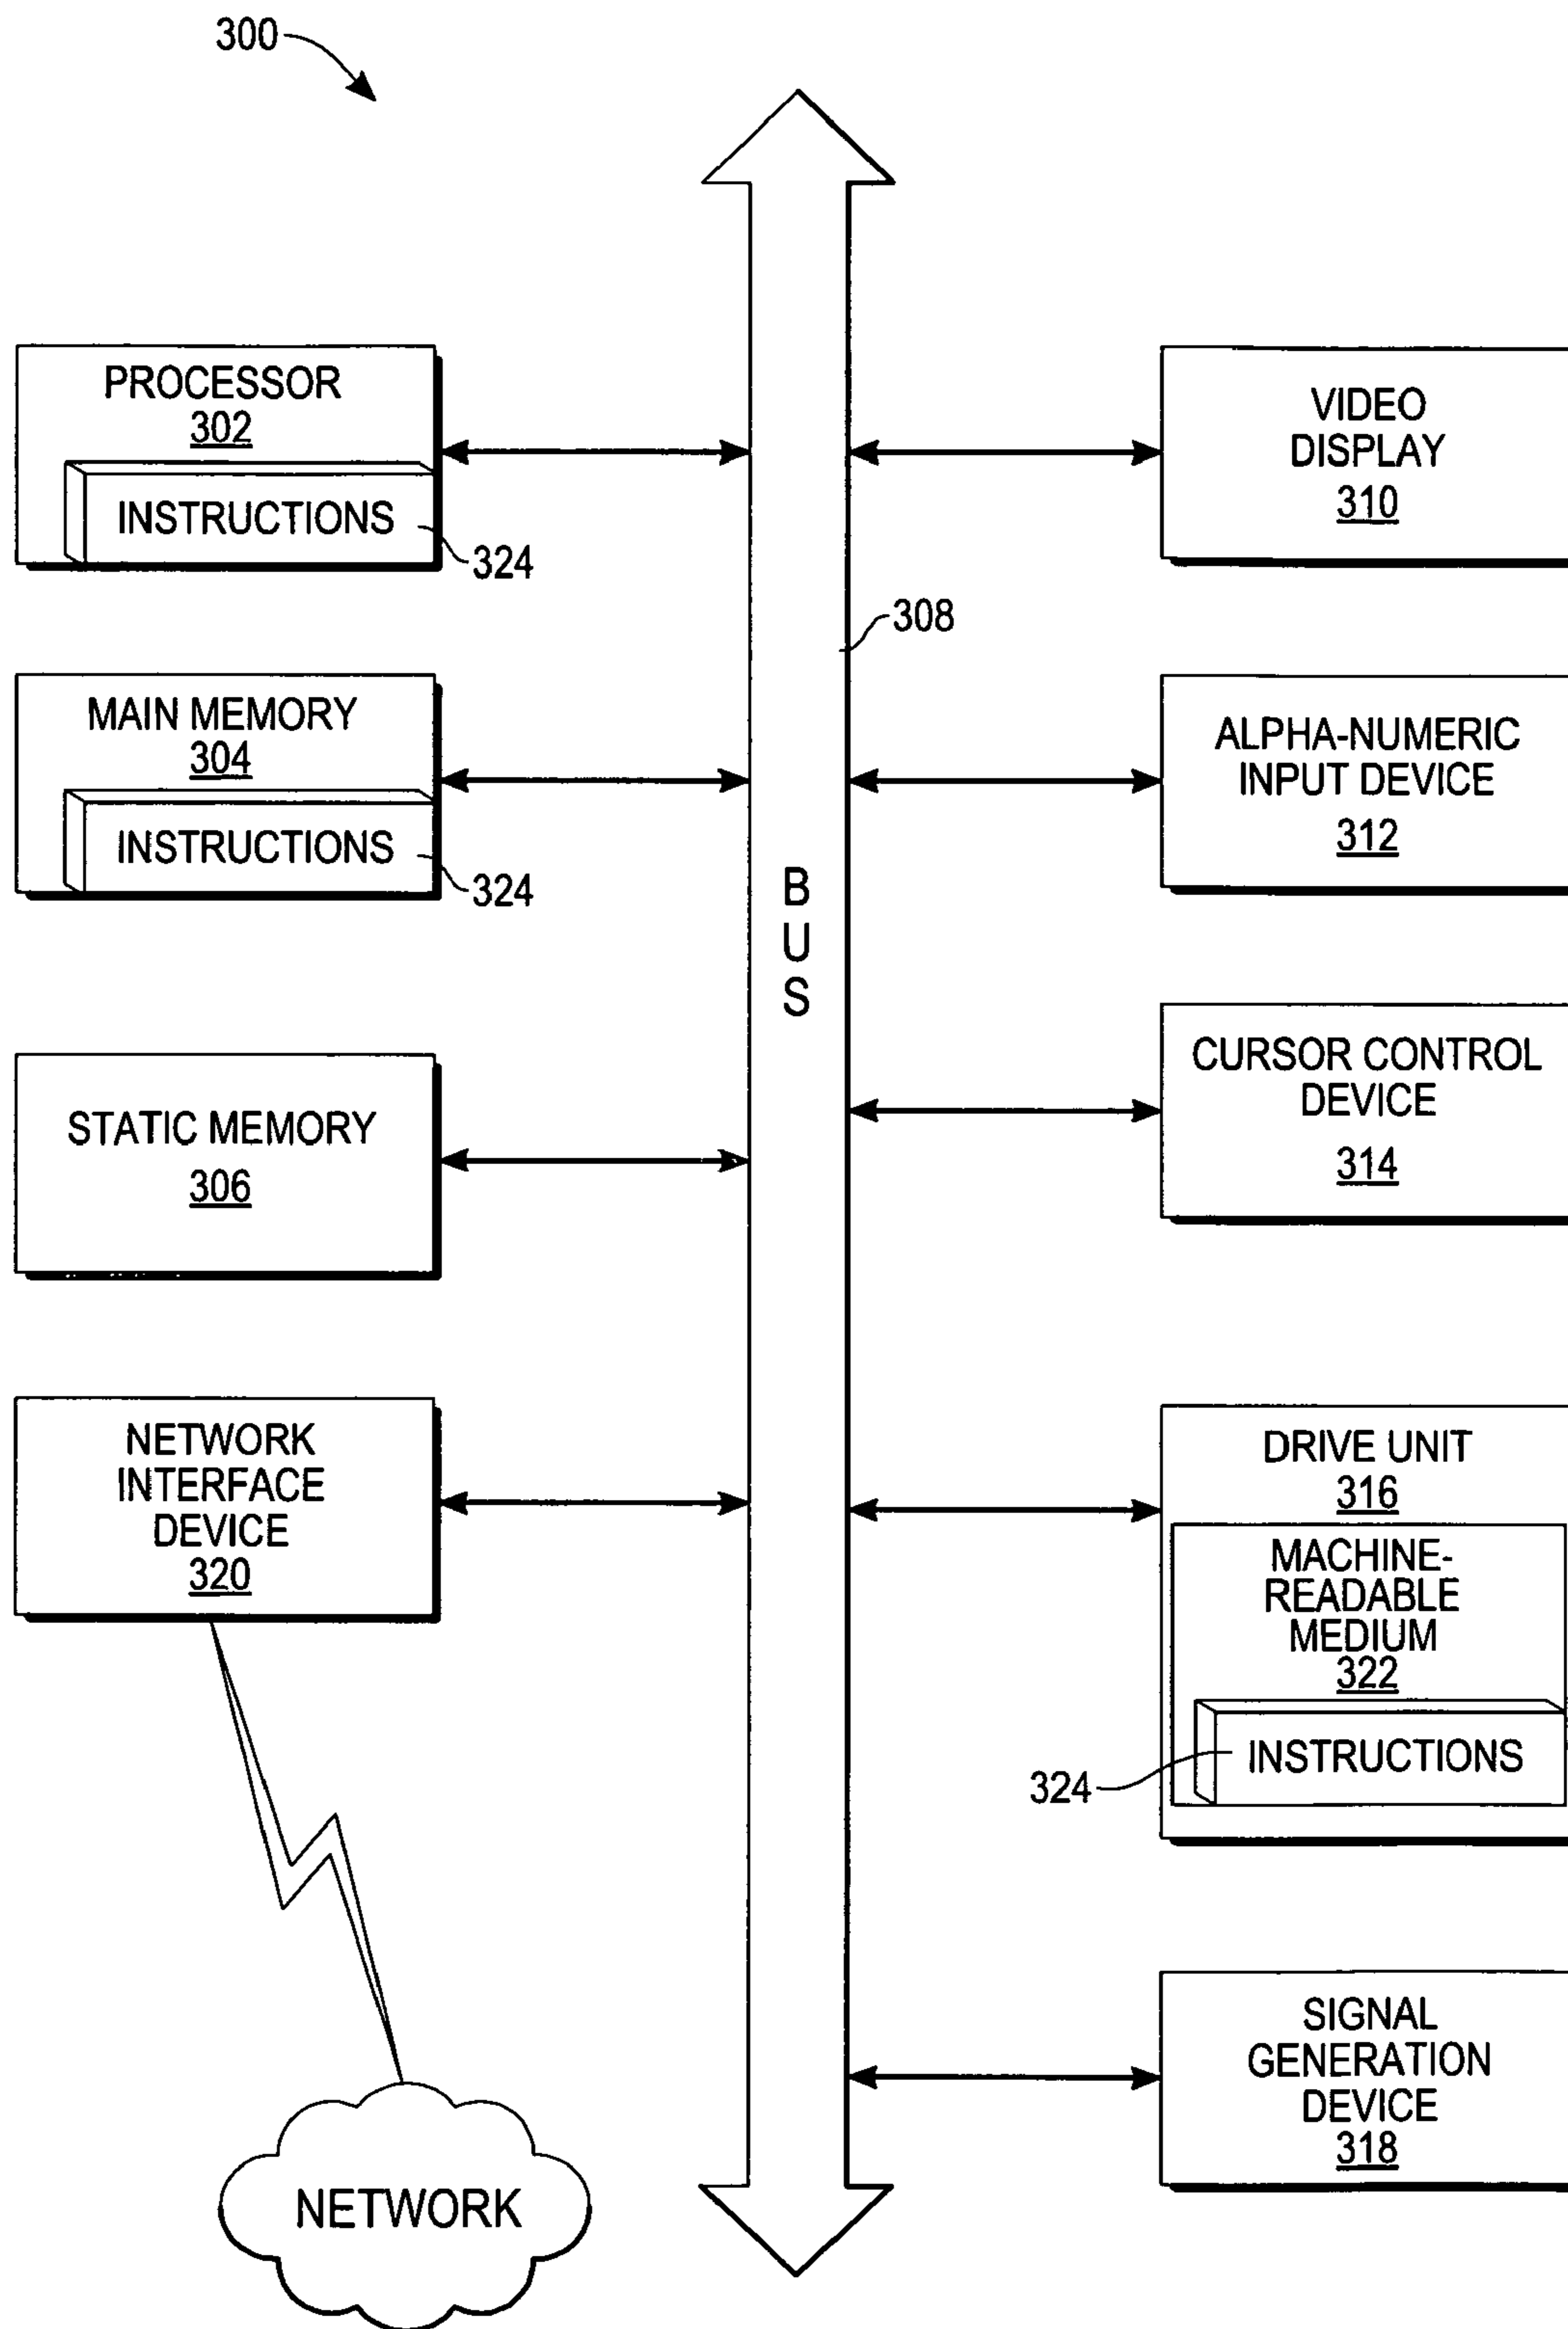 300
PROCESSOR
302
INSTRUCTIONS
324
MAIN MEMORY
304
INSTRUCTIONS
324
STATIC MEMORY
306
NETWORK
INTERFACE
DEVICE
320
NETWORK
308
B
U
S
VIDEO
DISPLAY
310
ALPHA-NUMERIC
INPUT DEVICE
312
CURSOR CONTROL
DEVICE
314
DRIVE UNIT
316
MACHINE-
READABLE
MEDIUM
322
INSTRUCTIONS
324
SIGNAL
GENERATION
DEVICE
318